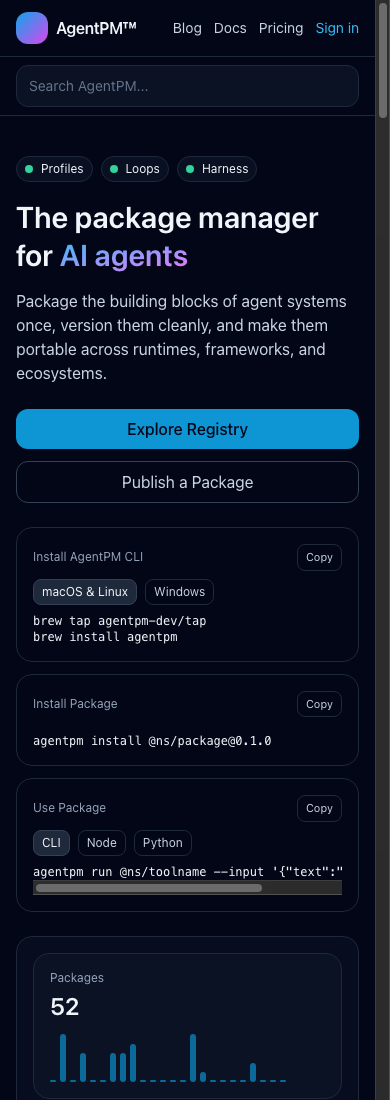 AgentPM™ Blog Docs Pricing Sign in
Search AgentPM...
Profiles Loops Harness
The package manager
for AI agents
Package the building blocks of agent systems
once, version them cleanly, and make them
portable across runtimes, frameworks, and
ecosystems.
Explore Registry
Publish a Package
Install AgentPM CLI Copy
macOS & Linux Windows
brew tap agentpm-dev/tap
brew install agentpm
Install Package Copy
agentpm install @ns/package@0.1.0
Use Package Copy
CLI Node Python
agentpm run @ns/toolname --input '{"text":"
Packages
52